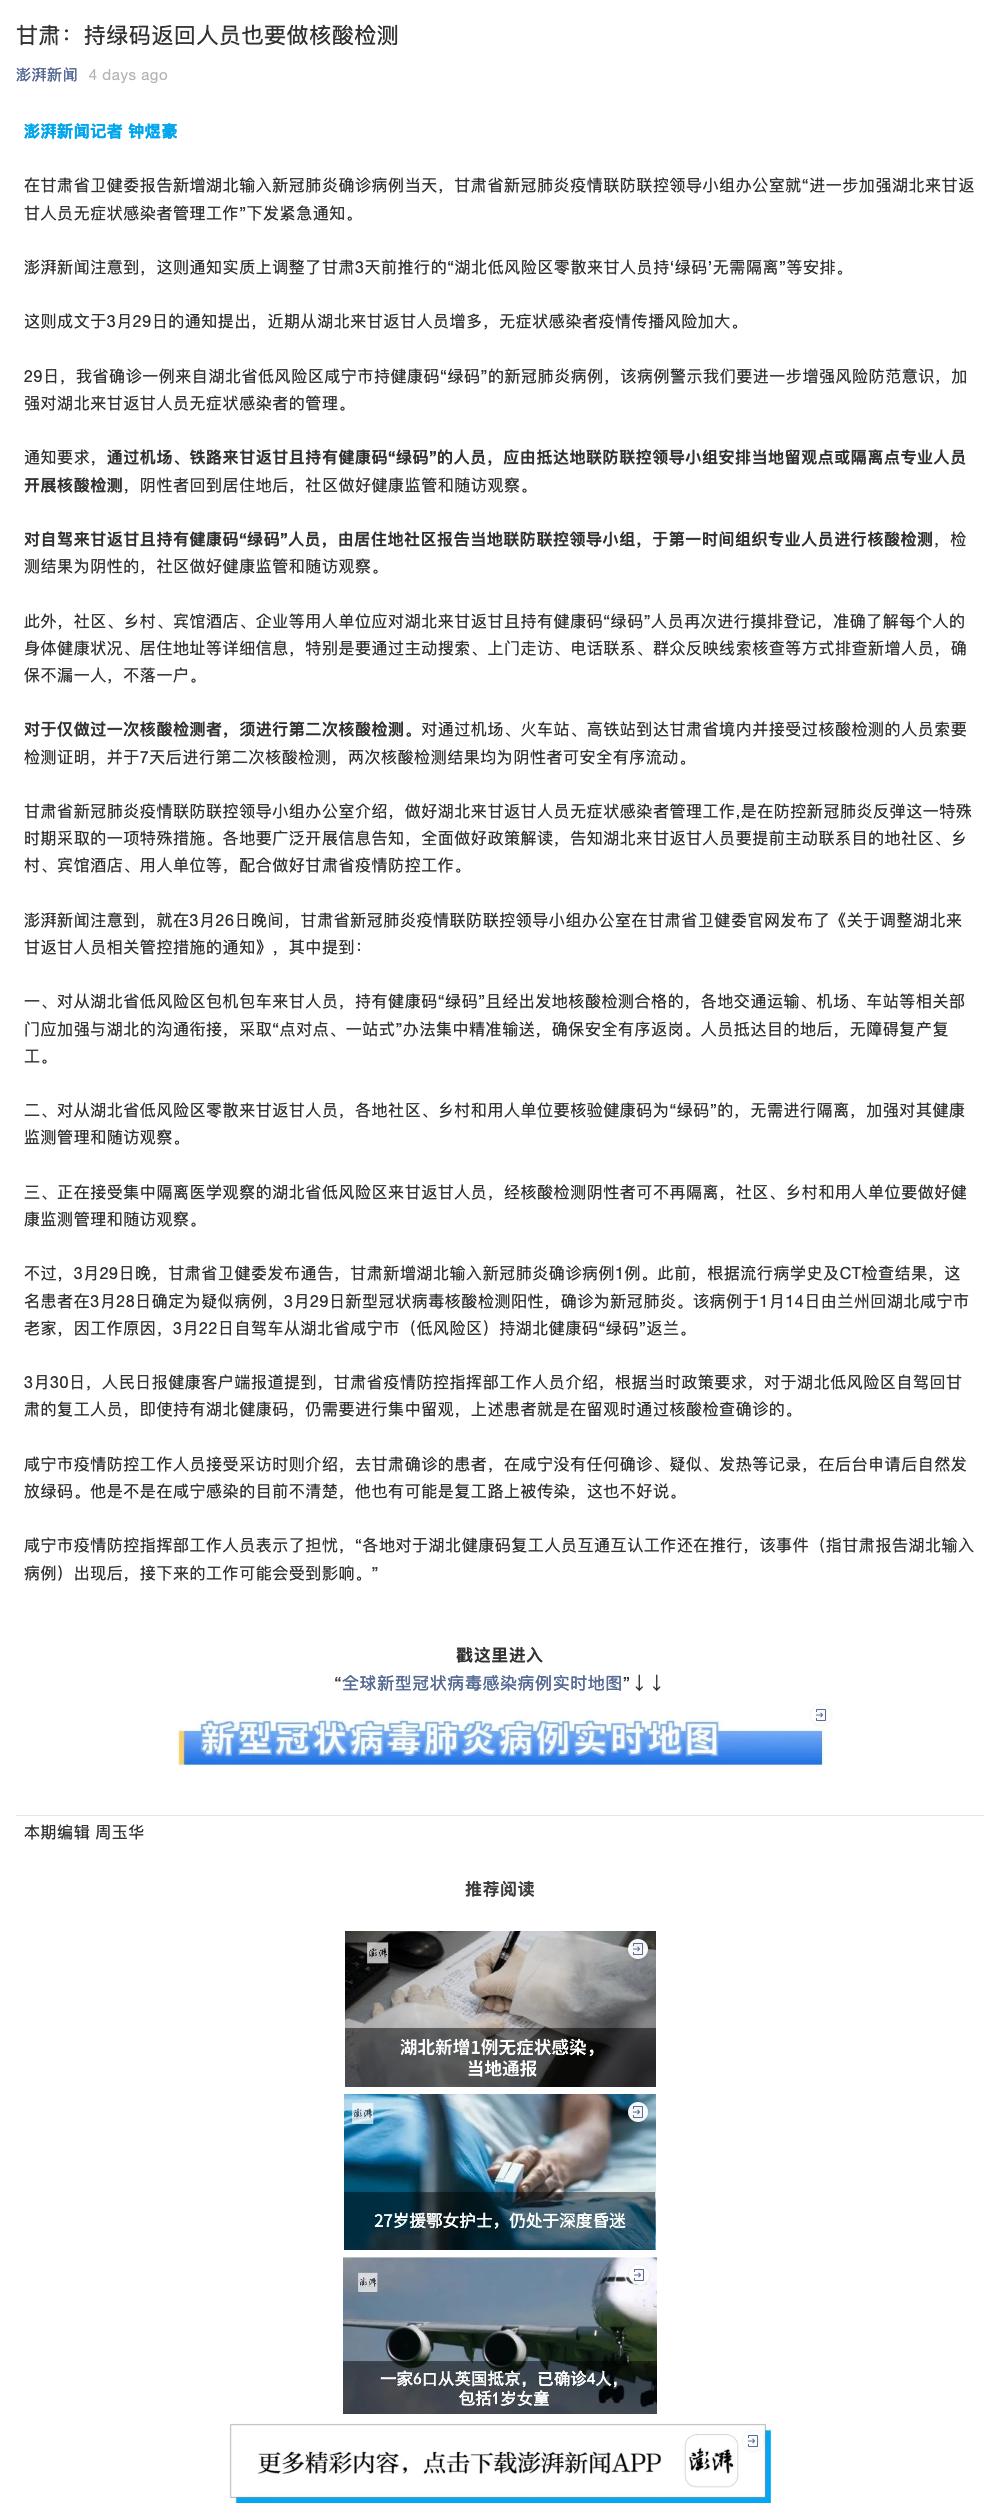 甘肃：持绿码返回人员也要做核酸检测
澎湃新闻 4 days ago
澎湃新闻记者 钟煜豪
在甘肃省卫健委报告新增湖北输入新冠肺炎确诊病例当天，甘肃省新冠肺炎疫情联防联控领导小组办公室就“进一步加强湖北来甘返
甘人员无症状感染者管理工作”下发紧急通知。
澎湃新闻注意到，这则通知实质上调整了甘肃3天前推行的“湖北低风险区零散来甘人员持‘绿码’无需隔离”等安排。
这则成文于3月29日的通知提出，近期从湖北来甘返甘人员增多，无症状感染者疫情传播风险加大。
29日，我省确诊一例来自湖北省低风险区咸宁市持健康码“绿码”的新冠肺炎病例，该病例警示我们要进一步增强风险防范意识，加
强对湖北来甘返甘人员无症状感染者的管理。
通知要求，通过机场、铁路来甘返甘且持有健康码“绿码”的人员，应由抵达地联防联控领导小组安排当地留观点或隔离点专业人员
开展核酸检测，阴性者回到居住地后，社区做好健康监管和随访观察。
对自驾来甘返甘且持有健康码“绿码”人员，由居住地社区报告当地联防联控领导小组，于第一时间组织专业人员进行核酸检测，检
测结果为阴性的，社区做好健康监管和随访观察。
此外，社区、乡村、宾馆酒店、企业等用人单位应对湖北来甘返甘且持有健康码“绿码”人员再次进行摸排登记，准确了解每个人的
身体健康状况、居住地址等详细信息，特别是要通过主动搜索、上门走访、电话联系、群众反映线索核查等方式排查新增人员，确
保不漏一人，不落一户。
对于仅做过一次核酸检测者，须进行第二次核酸检测。对通过机场、火车站、高铁站到达甘肃省境内并接受过核酸检测的人员索要
检测证明，并于7天后进行第二次核酸检测，两次核酸检测结果均为阴性者可安全有序流动。
甘肃省新冠肺炎疫情联防联控领导小组办公室介绍，做好湖北来甘返甘人员无症状感染者管理工作,是在防控新冠肺炎反弹这一特殊
时期采取的一项特殊措施。各地要广泛开展信息告知，全面做好政策解读，告知湖北来甘返甘人员要提前主动联系目的地社区、乡
村、宾馆酒店、用人单位等，配合做好甘肃省疫情防控工作。
澎湃新闻注意到，就在3月26日晚间，甘肃省新冠肺炎疫情联防联控领导小组办公室在甘肃省卫健委官网发布了《关于调整湖北来
甘返甘人员相关管控措施的通知》，其中提到：
一、对从湖北省低风险区包机包车来甘人员，持有健康码“绿码”且经出发地核酸检测合格的，各地交通运输、机场、车站等相关部
门应加强与湖北的沟通衔接，采取“点对点、一站式”办法集中精准输送，确保安全有序返岗。人员抵达目的地后，无障碍复产复
工。
二、对从湖北省低风险区零散来甘返甘人员，各地社区、乡村和用人单位要核验健康码为“绿码”的，无需进行隔离，加强对其健康
监测管理和随访观察。
三、正在接受集中隔离医学观察的湖北省低风险区来甘返甘人员，经核酸检测阴性者可不再隔离，社区、乡村和用人单位要做好健
康监测管理和随访观察。
不过，3月29日晚，甘肃省卫健委发布通告，甘肃新增湖北输入新冠肺炎确诊病例1例。此前，根据流行病学史及CT检查结果，这
名患者在3月28日确定为疑似病例，3月29日新型冠状病毒核酸检测阳性，确诊为新冠肺炎。该病例于1月14日由兰州回湖北咸宁市
老家，因工作原因，3月22日自驾车从湖北省咸宁市（低风险区）持湖北健康码“绿码”返兰。
3月30日，人民日报健康客户端报道提到，甘肃省疫情防控指挥部工作人员介绍，根据当时政策要求，对于湖北低风险区自驾回甘
肃的复工人员，即使持有湖北健康码，仍需要进行集中留观，上述患者就是在留观时通过核酸检查确诊的。
咸宁市疫情防控工作人员接受采访时则介绍，去甘肃确诊的患者，在咸宁没有任何确诊、疑似、发热等记录，在后台申请后自然发
放绿码。他是不是在咸宁感染的目前不清楚，他也有可能是复工路上被传染，这也不好说。
咸宁市疫情防控指挥部工作人员表示了担忧，“各地对于湖北健康码复工人员互通互认工作还在推行，该事件（指甘肃报告湖北输入
病例）出现后，接下来的工作可能会受到影响。”
戳这里进入
“全球新型冠状病毒感染病例实时地图”↓↓
新型冠状病毒肺炎病例实时地图
本期编辑 周玉华
推荐阅读
澎湃
湖北新增1例无症状感染，
当地通报
澎湃
27岁援鄂女护士，仍处于深度昏迷
澎湃
一家6口从英国抵京，已确诊4人，
包括1岁女童
更多精彩内容，点击下载澎湃新闻APP 澎湃